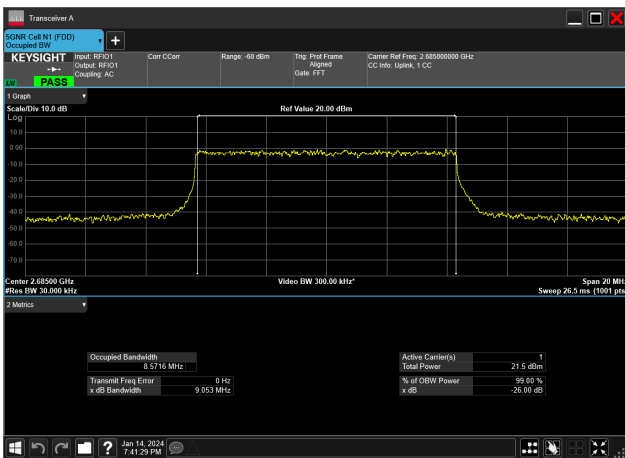 Transceiver A
5GNR Cell N1 (FDD)
Occupied BW
KEYSIGHT
LV
PASS
Input: RFIO1
Output: RFIO1
Coupling: AC
Corr CCorr
Range: -60 dBm
Trig: Prot Frame
Aligned
Gate: FFT
Carrier Ref Freq: 2.685000000 GHz
CC Info: Uplink, 1 CC
1 Graph
Scale/Div 10.0 dB
Ref Value 20.00 dBm
Log
10.0
0.00
-10.0
-20.0
-30.0
-40.0
-50.0
-60.0
-70.0
Center 2.68500 GHz
Video BW 300.00 kHz*
Span 20 MHz
#Res BW 30.000 kHz
Sweep 26.5 ms (1001 pts
2 Metrics
Occupied Bandwidth
8.5716 MHz
Transmit Freq Error 0 Hz
x dB Bandwidth 9.053 MHz
Active Carrier(s) 1
Total Power 21.5 dBm
% of OBW Power 99.00 %
x dB -26.00 dB
Jan 14, 2024
7:41:29 PM